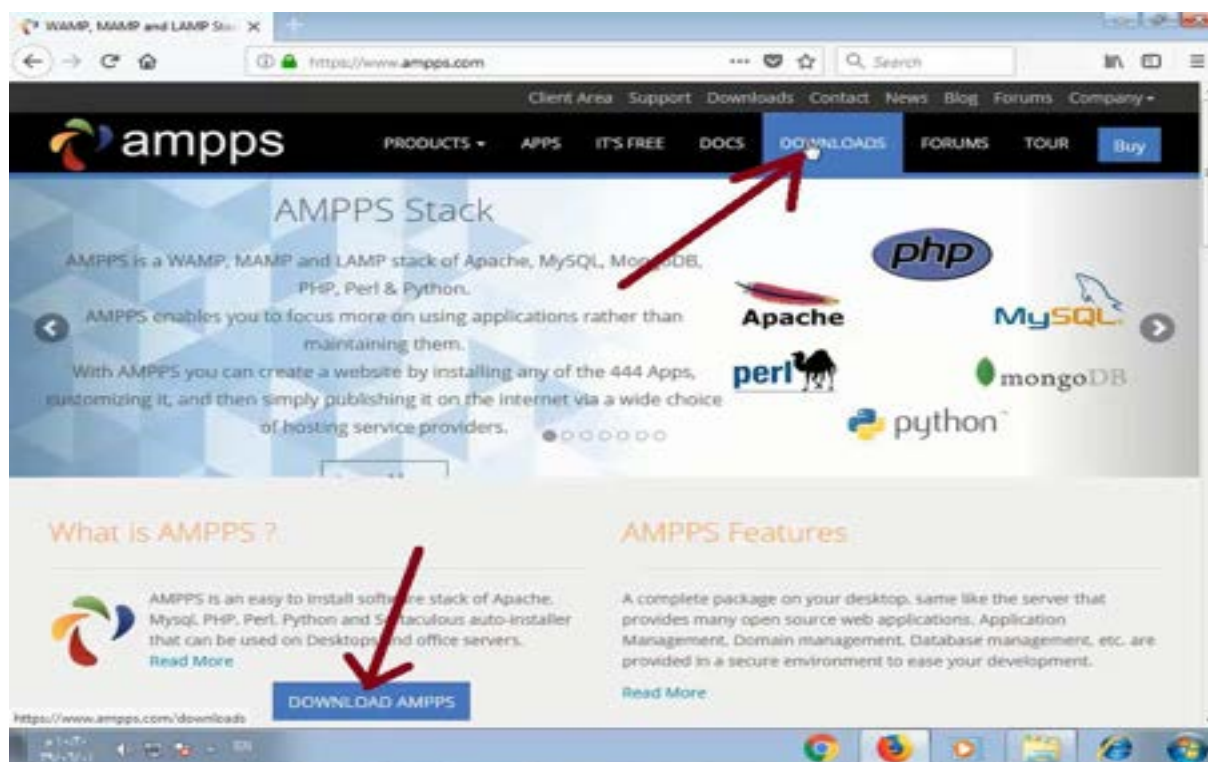 WAMP, MAMP and LAMP Sta
https://www.ampps.com
Search
Client Area Support Downloads Contact News Blog Forums Company
ampps
PRODUCTS APPS IT'S FREE DOCS DOWNLOADS FORUMS TOUR Buy
AMPPS Stack
AMPPS is a WAMP, MAMP and LAMP stack of Apache, MySQL, MongoDB,
PHP, Perl & Python.
AMPPS enables you to focus more on using applications rather than
maintaining them.
With AMPPS you can create a website by installing any of the 444 Apps,
customizing it, and then simply publishing it on the internet via a wide choice
of hosting service providers.
php
Apache
MySQL
perl
mongoDB
python
What is AMPPS ?
AMPPS is an easy to install software stack of Apache,
Mysql, PHP, Perl, Python and Softaculous auto-installer
that can be used on Desktops and office servers.
Read More
DOWNLOAD AMPPS
AMPPS Features
A complete package on your desktop, same like the server that
provides many open source web applications. Application
Management, Domain management, Database management, etc. are
provided in a secure environment to ease your development.
Read More
https://www.ampps.com/downloads
EN